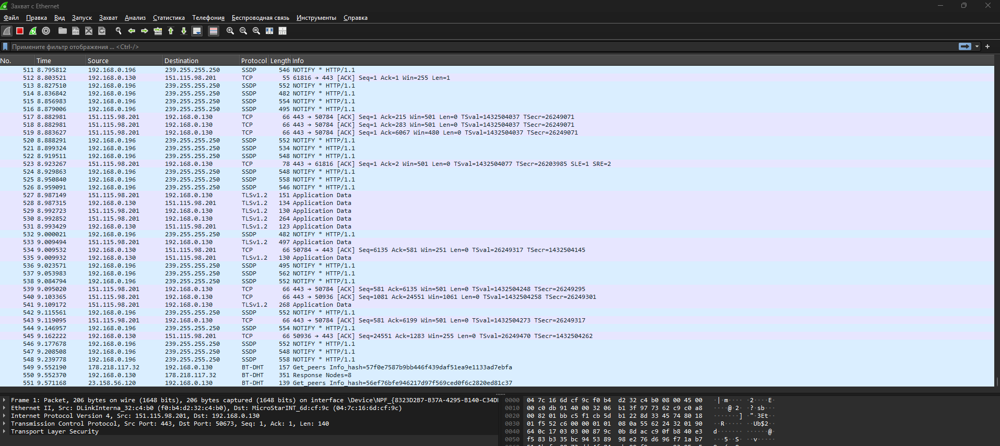 Захват с Ethernet
Файл Правка Вид Запуск Захват Анализ Статистика Телефония Беспроводная связь Инструменты Справка
Примените фильтр отображения ... <Ctrl-/>
No. Time Source Destination Protocol Length Info
511 8.795812 192.168.0.196 239.255.255.250 SSDP 546 NOTIFY * HTTP/1.1
512 8.803521 192.168.0.130 151.115.98.201 TCP 55 61816 → 443 [ACK] Seq=1 Ack=1 Win=255 Len=1
513 8.827510 192.168.0.196 239.255.255.250 SSDP 552 NOTIFY * HTTP/1.1
514 8.836842 192.168.0.196 239.255.255.250 SSDP 482 NOTIFY * HTTP/1.1
515 8.856983 192.168.0.196 239.255.255.250 SSDP 554 NOTIFY * HTTP/1.1
516 8.879006 192.168.0.196 239.255.255.250 SSDP 495 NOTIFY * HTTP/1.1
517 8.882981 151.115.98.201 192.168.0.130 TCP 66 443 → 50784 [ACK] Seq=1 Ack=215 Win=501 Len=0 TSval=1432504037 TSecr=26249071
518 8.882981 151.115.98.201 192.168.0.130 TCP 66 443 → 50784 [ACK] Seq=1 Ack=283 Win=501 Len=0 TSval=1432504037 TSecr=26249071
519 8.883627 151.115.98.201 192.168.0.130 TCP 66 443 → 50784 [ACK] Seq=1 Ack=6067 Win=480 Len=0 TSval=1432504037 TSecr=26249071
520 8.888291 192.168.0.196 239.255.255.250 SSDP 552 NOTIFY * HTTP/1.1
521 8.899324 192.168.0.196 239.255.255.250 SSDP 534 NOTIFY * HTTP/1.1
522 8.919511 192.168.0.196 239.255.255.250 SSDP 548 NOTIFY * HTTP/1.1
523 8.923267 151.115.98.201 192.168.0.130 TCP 78 443 → 61816 [ACK] Seq=1 Ack=2 Win=501 Len=0 TSval=1432504077 TSecr=26203985 SLE=1 SRE=2
524 8.929863 192.168.0.196 239.255.255.250 SSDP 548 NOTIFY * HTTP/1.1
525 8.950840 192.168.0.196 239.255.255.250 SSDP 558 NOTIFY * HTTP/1.1
526 8.959091 192.168.0.196 239.255.255.250 SSDP 546 NOTIFY * HTTP/1.1
527 8.987149 151.115.98.201 192.168.0.130 TLSv1.2 151 Application Data
528 8.987315 192.168.0.130 151.115.98.201 TLSv1.2 134 Application Data
529 8.992723 151.115.98.201 192.168.0.130 TLSv1.2 130 Application Data
530 8.992852 151.115.98.201 192.168.0.130 TLSv1.2 264 Application Data
531 8.993429 192.168.0.130 151.115.98.201 TLSv1.2 123 Application Data
532 9.000021 192.168.0.196 239.255.255.250 SSDP 482 NOTIFY * HTTP/1.1
533 9.009494 151.115.98.201 192.168.0.130 TLSv1.2 497 Application Data
534 9.009532 192.168.0.130 151.115.98.201 TCP 66 50784 → 443 [ACK] Seq=6135 Ack=581 Win=251 Len=0 TSval=26249317 TSecr=1432504145
535 9.009932 192.168.0.130 151.115.98.201 TLSv1.2 130 Application Data
536 9.023571 192.168.0.196 239.255.255.250 SSDP 495 NOTIFY * HTTP/1.1
537 9.053983 192.168.0.196 239.255.255.250 SSDP 562 NOTIFY * HTTP/1.1
538 9.084794 192.168.0.196 239.255.255.250 SSDP 552 NOTIFY * HTTP/1.1
539 9.095020 151.115.98.201 192.168.0.130 TCP 66 443 → 50784 [ACK] Seq=581 Ack=6135 Win=501 Len=0 TSval=1432504248 TSecr=26249295
540 9.103365 151.115.98.201 192.168.0.130 TCP 66 443 → 50936 [ACK] Seq=1081 Ack=24551 Win=1061 Len=0 TSval=1432504258 TSecr=26249301
541 9.109172 151.115.98.201 192.168.0.130 TLSv1.2 268 Application Data
542 9.115561 192.168.0.196 239.255.255.250 SSDP 552 NOTIFY * HTTP/1.1
543 9.119095 151.115.98.201 192.168.0.130 TCP 66 443 → 50784 [ACK] Seq=581 Ack=6199 Win=501 Len=0 TSval=1432504273 TSecr=26249317
544 9.146957 192.168.0.196 239.255.255.250 SSDP 554 NOTIFY * HTTP/1.1
545 9.162222 192.168.0.130 151.115.98.201 TCP 66 50936 → 443 [ACK] Seq=24551 Ack=1283 Win=255 Len=0 TSval=26249470 TSecr=1432504262
546 9.177678 192.168.0.196 239.255.255.250 SSDP 552 NOTIFY * HTTP/1.1
547 9.208508 192.168.0.196 239.255.255.250 SSDP 548 NOTIFY * HTTP/1.1
548 9.239778 192.168.0.196 239.255.255.250 SSDP 558 NOTIFY * HTTP/1.1
549 9.552190 178.218.117.32 192.168.0.130 BT-DHT 157 Get_peers Info_hash=57f0e7587b9bb446f439daf51ea9e1133ad7ebfa
550 9.552370 192.168.0.130 178.218.117.32 BT-DHT 351 Response Nodes=8
551 9.571168 23.158.56.120 192.168.0.130 BT-DHT 139 Get_peers Info_hash=56ef76bfe946217d97f569ced0f6c2820ed81c37
Frame 1: Packet, 206 bytes on wire (1648 bits), 206 bytes captured (1648 bits) on interface \Device\NPF_{8323D2B7-B37A-4295-B140-C34D
Ethernet II, Src: DLinkInterna_32:c4:b0 (f0:b4:d2:32:c4:b0), Dst: MicroStarINT_6d:cf:9c (04:7c:16:6d:cf:9c)
Internet Protocol Version 4, Src: 151.115.98.201, Dst: 192.168.0.130
Transmission Control Protocol, Src Port: 443, Dst Port: 50673, Seq: 1, Ack: 1, Len: 140
Transport Layer Security
0000 04 7c 16 6d cf 9c f0 b4 d2 32 c4 b0 08 00 45 00 ·|·m···· ·2····E·
0010 00 c0 db 91 40 00 32 06 b1 3f 97 73 62 c9 c0 a8 ····@·2· ·?·sb···
0020 00 82 01 bb c5 f1 cb 5d b1 22 8d 33 45 74 80 18 ·······] ·"·3Et··
0030 01 f5 52 c6 00 00 01 01 08 0a 55 62 24 32 01 90 ··R····· ··Ub$2··
0040 64 0c 17 03 03 00 87 9c 0b 8d ac c9 0f b8 40 e3 d······· ······@·
0050 f5 83 b3 35 bc 94 53 89 98 e2 76 d6 96 f7 1a b7 ···5··S· ··v·····